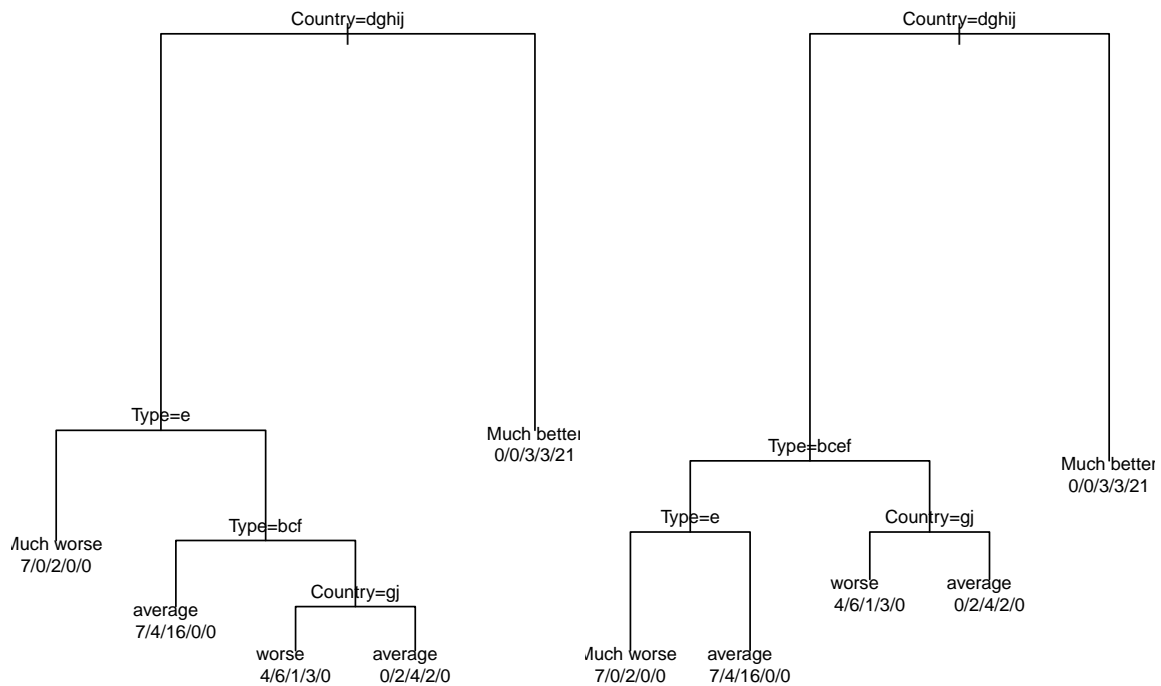 Country=dghij
Type=e
Much better
0/0/3/3/21
Much worse
7/0/2/0/0
Type=bcf
average
7/4/16/0/0
Country=gj
worse
4/6/1/3/0
average
0/2/4/2/0
Country=dghij
Type=bcef
Much better
0/0/3/3/21
Type=e
Country=gj
worse
4/6/1/3/0
average
0/2/4/2/0
Much worse
7/0/2/0/0
average
7/4/16/0/0